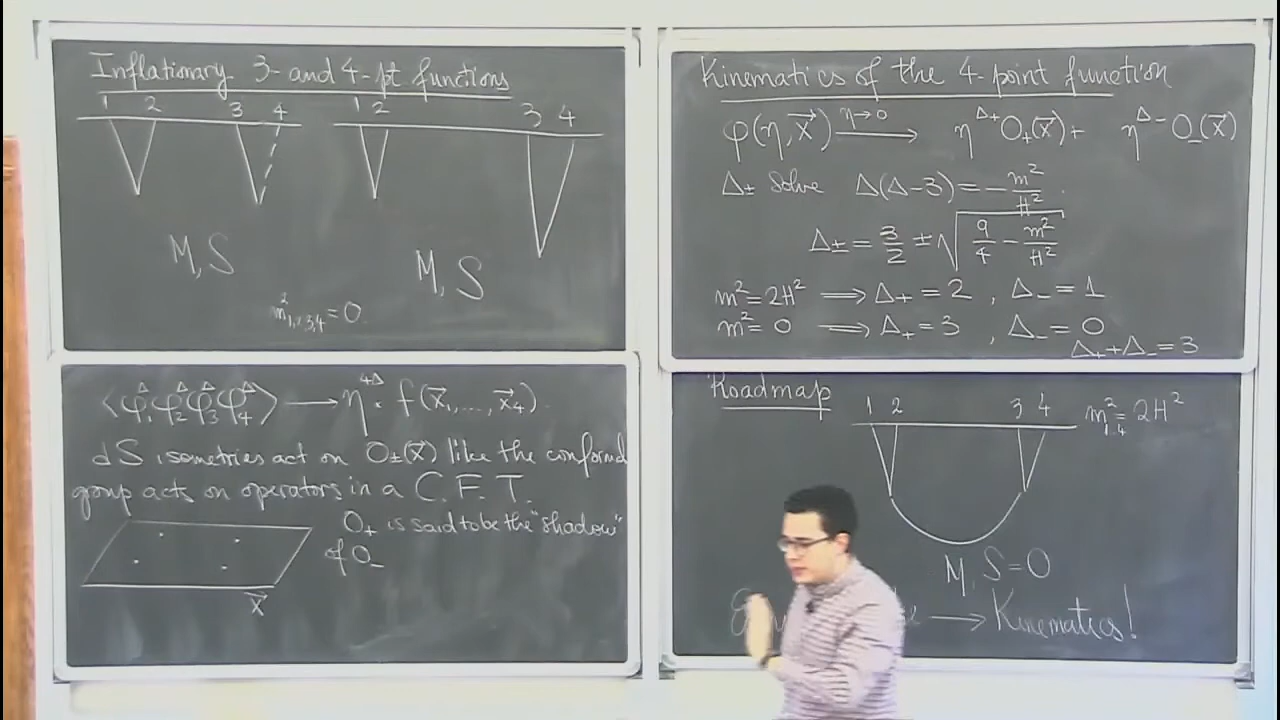 Inflationary 3- and 4-pt functions
1 2 3 4 1 2 3 4
M, S
M, S
m²₁,₂,₃,₄ = 0
⟨φ₁^Δ φ₂^Δ φ₃^Δ φ₄^Δ⟩ → η^{4Δ} · f(x⃗₁, ..., x⃗₄).
dS isometries act on O±(x⃗) like the conformal
group acts on operators in a C.F.T.
O₊ is said to be the "shadow"
of O₋
x⃗
Kinematics of the 4-point function
φ(η, x⃗) →^{η→0} η^{Δ+} O₊(x⃗) + η^{Δ-} O₋(x⃗)
Δ± solve Δ(Δ-3) = -m²/H².
Δ± = 3/2 ± √(9/4 - m²/H²)
m² = 2H² ⟹ Δ₊ = 2, Δ₋ = 1
m² = 0 ⟹ Δ₊ = 3, Δ₋ = 0
Δ₊ + Δ₋ = 3
Roadmap
1 2 3 4 m²₁₋₄ = 2H²
M, S=0
→ Kinematics!